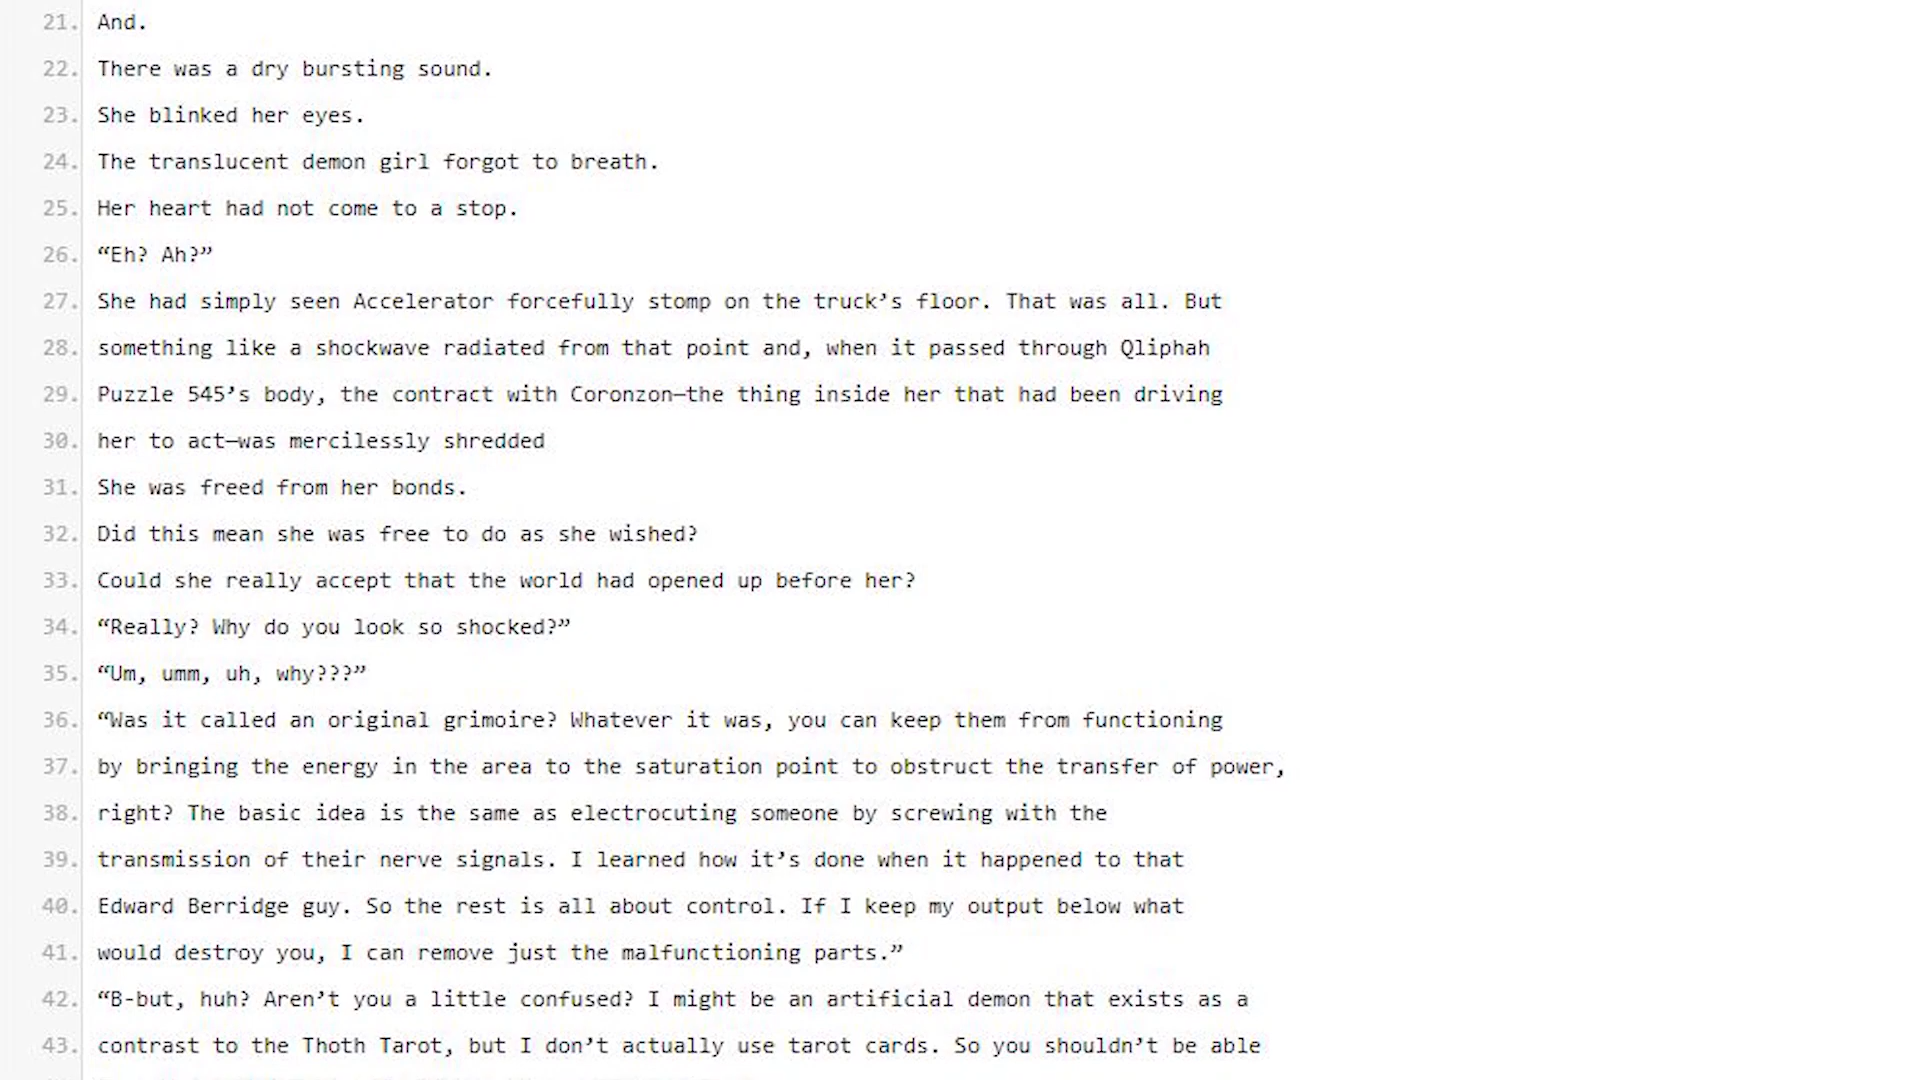 21. And.
22. There was a dry bursting sound.
23. She blinked her eyes.
24. The translucent demon girl forgot to breath.
25. Her heart had not come to a stop.
26. “Eh? Ah?”
27. She had simply seen Accelerator forcefully stomp on the truck’s floor. That was all. But
28. something like a shockwave radiated from that point and, when it passed through Qliphah
29. Puzzle 545’s body, the contract with Coronzon—the thing inside her that had been driving
30. her to act—was mercilessly shredded
31. She was freed from her bonds.
32. Did this mean she was free to do as she wished?
33. Could she really accept that the world had opened up before her?
34. “Really? Why do you look so shocked?”
35. “Um, umm, uh, why???”
36. “Was it called an original grimoire? Whatever it was, you can keep them from functioning
37. by bringing the energy in the area to the saturation point to obstruct the transfer of power,
38. right? The basic idea is the same as electrocuting someone by screwing with the
39. transmission of their nerve signals. I learned how it’s done when it happened to that
40. Edward Berridge guy. So the rest is all about control. If I keep my output below what
41. would destroy you, I can remove just the malfunctioning parts.”
42. “B-but, huh? Aren’t you a little confused? I might be an artificial demon that exists as a
43. contrast to the Thoth Tarot, but I don’t actually use tarot cards. So you shouldn’t be able